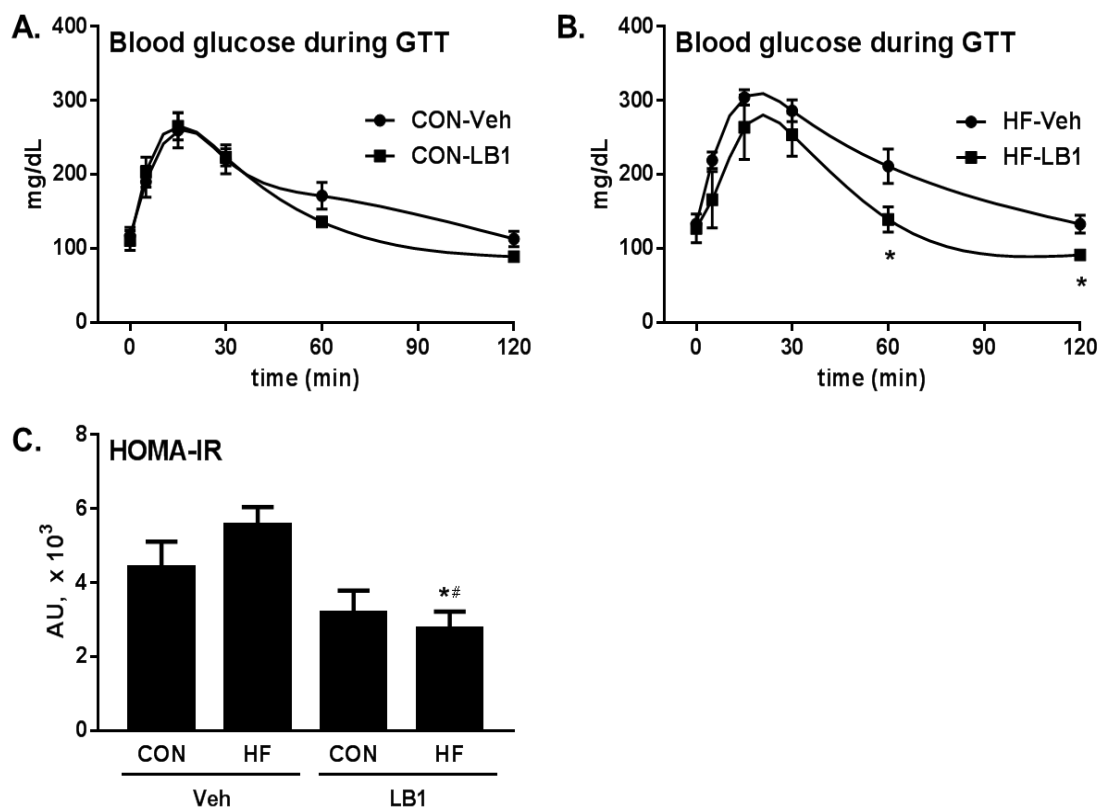 A.
Blood glucose during GTT
400
300
200
100
0
mg/dL
CON-Veh
CON-LB1
0 30 60 90 120
time (min)
B.
Blood glucose during GTT
400
300
200
100
0
mg/dL
HF-Veh
HF-LB1
*
*
0 30 60 90 120
time (min)
C.
HOMA-IR
8
6
4
2
0
AU, x 10³
*#
CON HF CON HF
Veh LB1